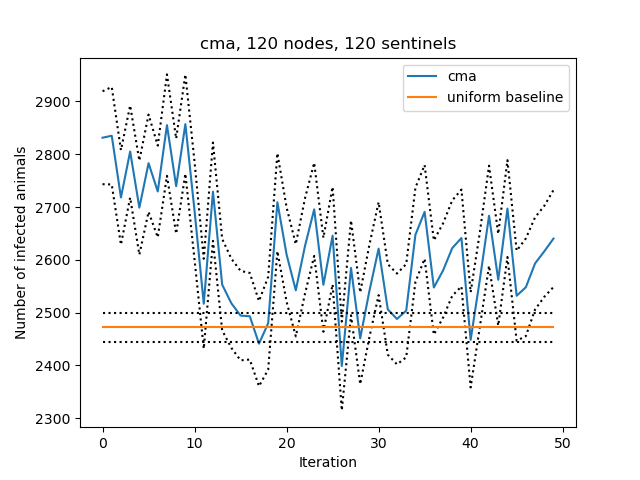 cma, 120 nodes, 120 sentinels
cma
uniform baseline
Number of infected animals
2900
2800
2700
2600
2500
2400
2300
0
10
20
30
40
50
Iteration